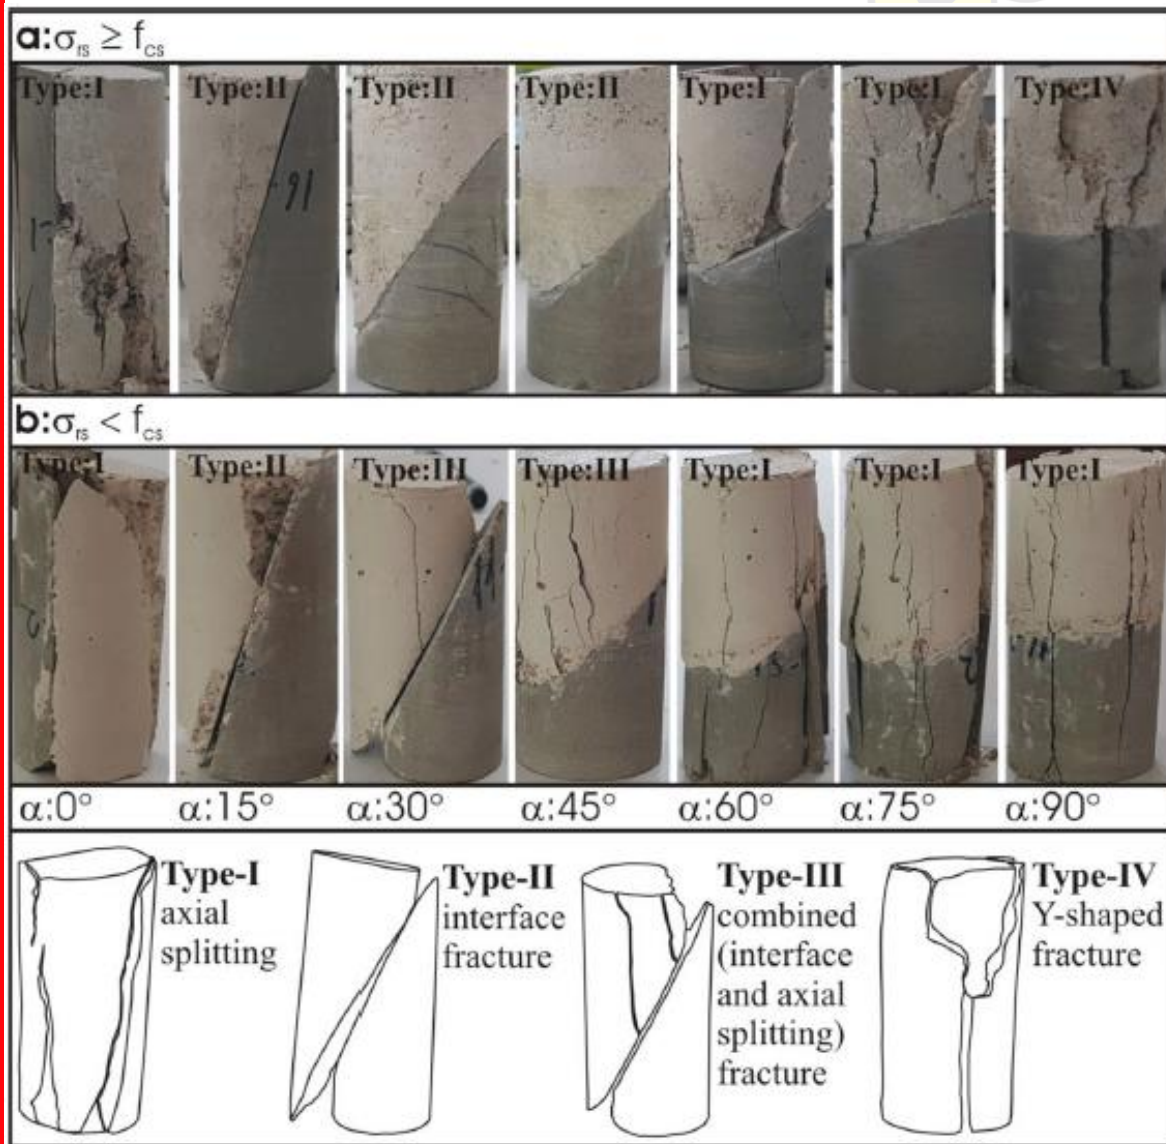 a:σrs ≥ fcs
Type:I Type:II Type:II Type:II Type:I Type:I Type:IV
91
b:σrs < fcs
Type:I Type:II Type:III Type:III Type:I Type:I Type:I
α:0° α:15° α:30° α:45° α:60° α:75° α:90°
Type-I
axial
splitting
Type-II
interface
fracture
Type-III
combined
(interface
and axial
splitting)
fracture
Type-IV
Y-shaped
fracture